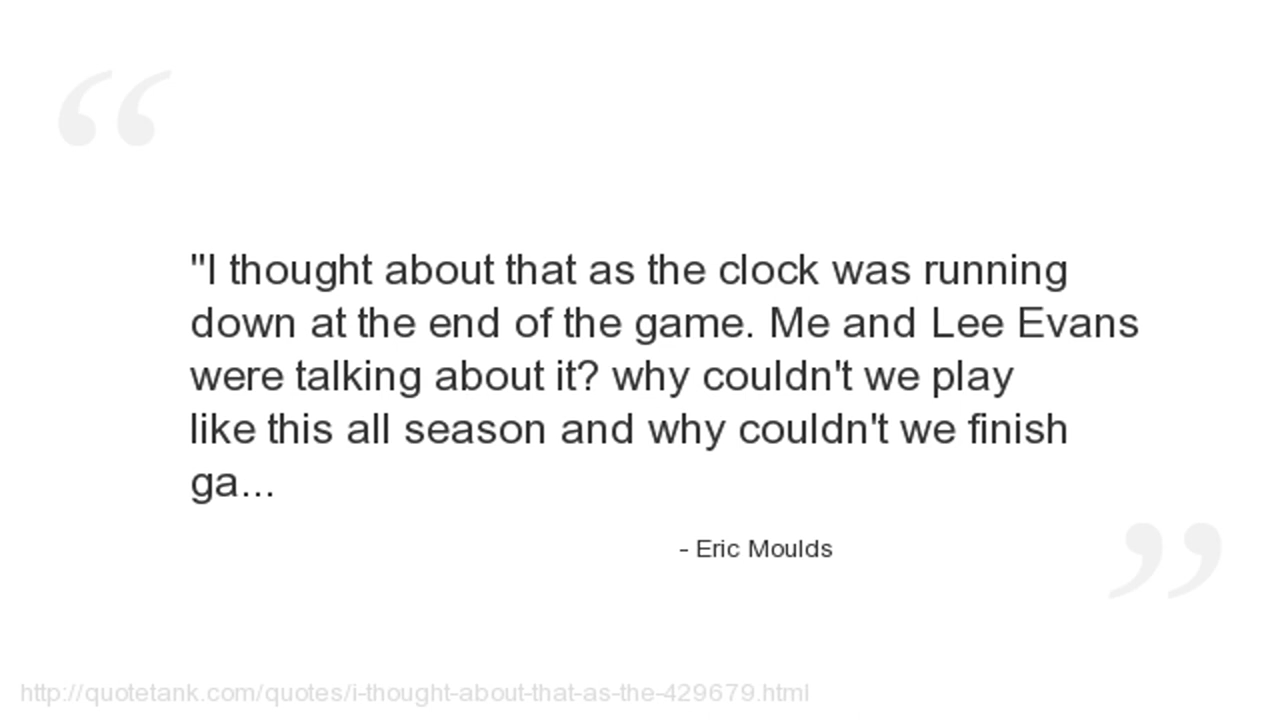 "I thought about that as the clock was running
down at the end of the game. Me and Lee Evans
were talking about it? why couldn't we play
like this all season and why couldn't we finish
ga...
- Eric Moulds
http://quotetank.com/quotes/i-thought-about-that-as-the-429679.html